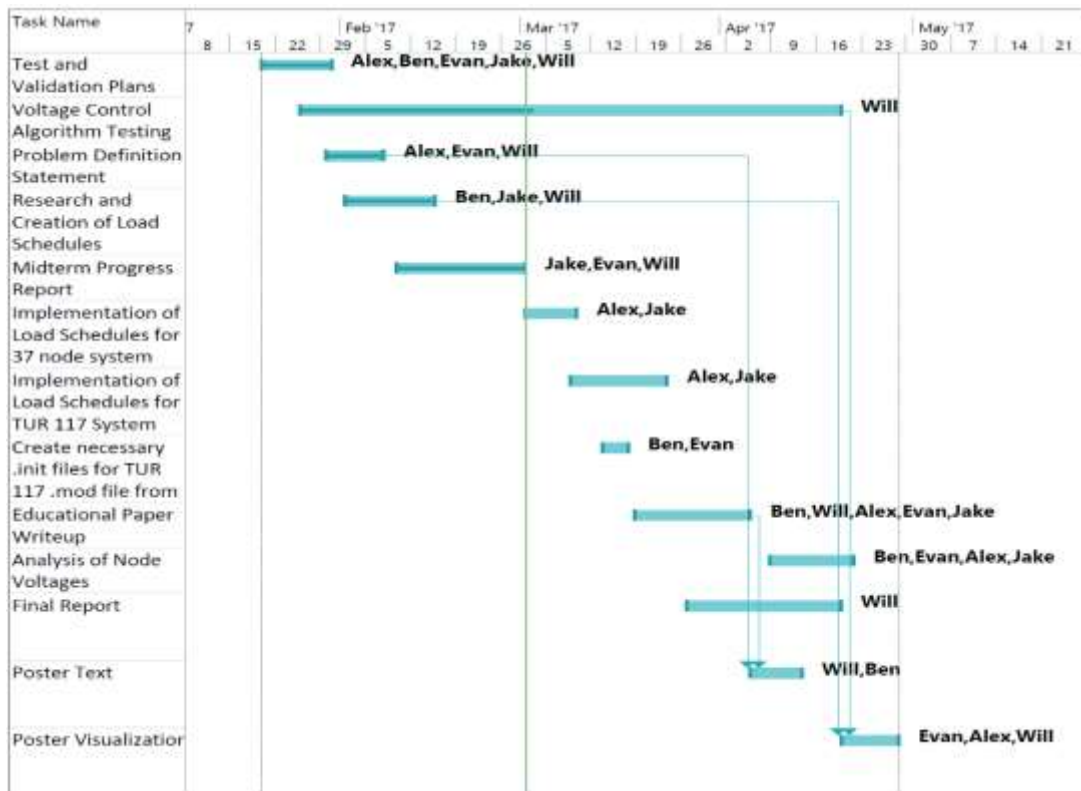 Task Name
7
Feb '17
Mar '17
Apr '17
May '17
8 15 22 29 5 12 19 26 5 12 19 26 2 9 16 23 30 7 14 21
Test and
Validation Plans
Alex,Ben,Evan,Jake,Will
Voltage Control
Algorithm Testing
Will
Problem Definition
Statement
Alex,Evan,Will
Research and
Creation of Load
Schedules
Ben,Jake,Will
Midterm Progress
Report
Jake,Evan,Will
Implementation of
Load Schedules for
37 node system
Alex,Jake
Implementation of
Load Schedules for
TUR 117 System
Alex,Jake
Create necessary
.init files for TUR
117 .mod file from
Ben,Evan
Educational Paper
Writeup
Ben,Will,Alex,Evan,Jake
Analysis of Node
Voltages
Ben,Evan,Alex,Jake
Final Report
Will
Poster Text
Will,Ben
Poster Visualization
Evan,Alex,Will